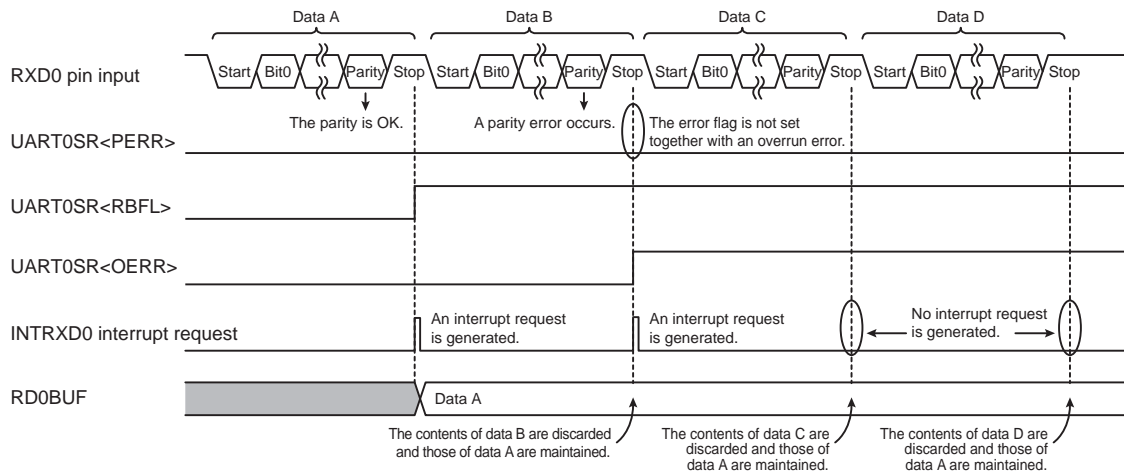 Data A Data B Data C Data D
RXD0 pin input
Start Bit0 Parity Stop Start Bit0 Parity Stop Start Bit0 Parity Stop Start Bit0 Parity Stop
The parity is OK.
A parity error occurs.
The error flag is not set
together with an overrun error.
UART0SR<PERR>
UART0SR<RBFL>
UART0SR<OERR>
INTRXD0 interrupt request
An interrupt request
is generated.
An interrupt request
is generated.
No interrupt request
is generated.
RD0BUF
Data A
The contents of data B are discarded
and those of data A are maintained.
The contents of data C are
discarded and those of
data A are maintained.
The contents of data D are
discarded and those of
data A are maintained.